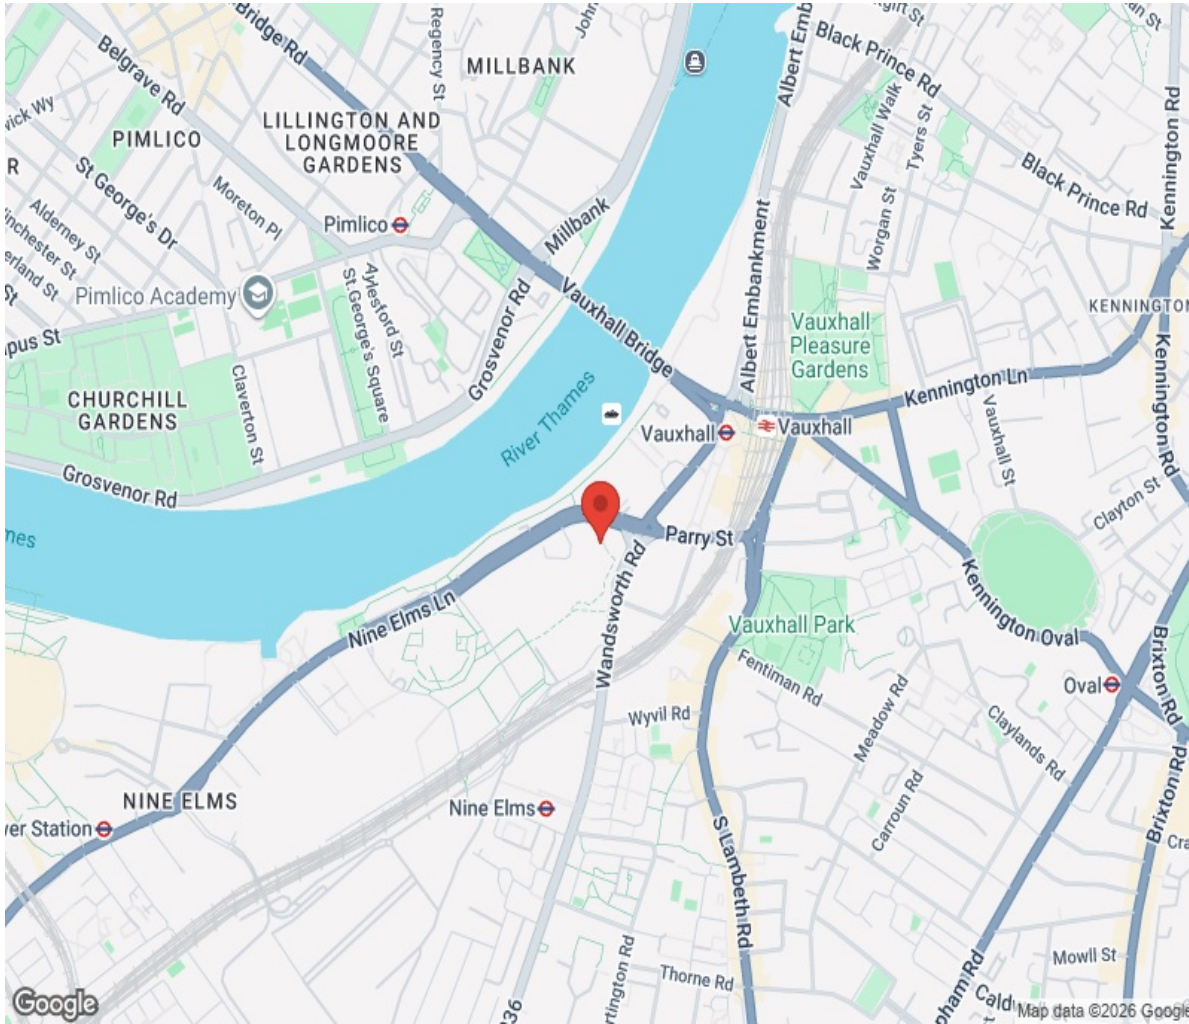 Bridge Rd
Regency St
John
MILLBANK
Albert Emb
Black Prince Rd
Belgrave Rd
PIMLICO
LILLINGTON AND
LONGMOORE
GARDENS
St George's Dr
Moreton Pl
Alderney St
Pimlico
Millbank
Vauxhall Walk
Tyers St
Worgan St
Black Prince Rd
Kennington Rd
Pimlico Academy
Aylesford St
St.George's Square
Grosvenor Rd
Vauxhall Bridge
Albert Embankment
Vauxhall
Pleasure
Gardens
KENNINGTON
Kennington Ln
Kennington Rd
CHURCHILL
GARDENS
Claverton St
River Thames
Vauxhall
Vauxhall
Vauxhall St
Clayton St
Grosvenor Rd
Parry St
Wandsworth Rd
Nine Elms Ln
Vauxhall Park
Kennington Oval
Fentiman Rd
Oval
Brixton Rd
Wyvil Rd
Meadow Rd
Claylands Rd
NINE ELMS
Nine Elms
ver Station
Carroun Rd
Brixton Rd
S Lambeth Rd
Thorne Rd
Mowll St
Google
Map data ©2026 Google